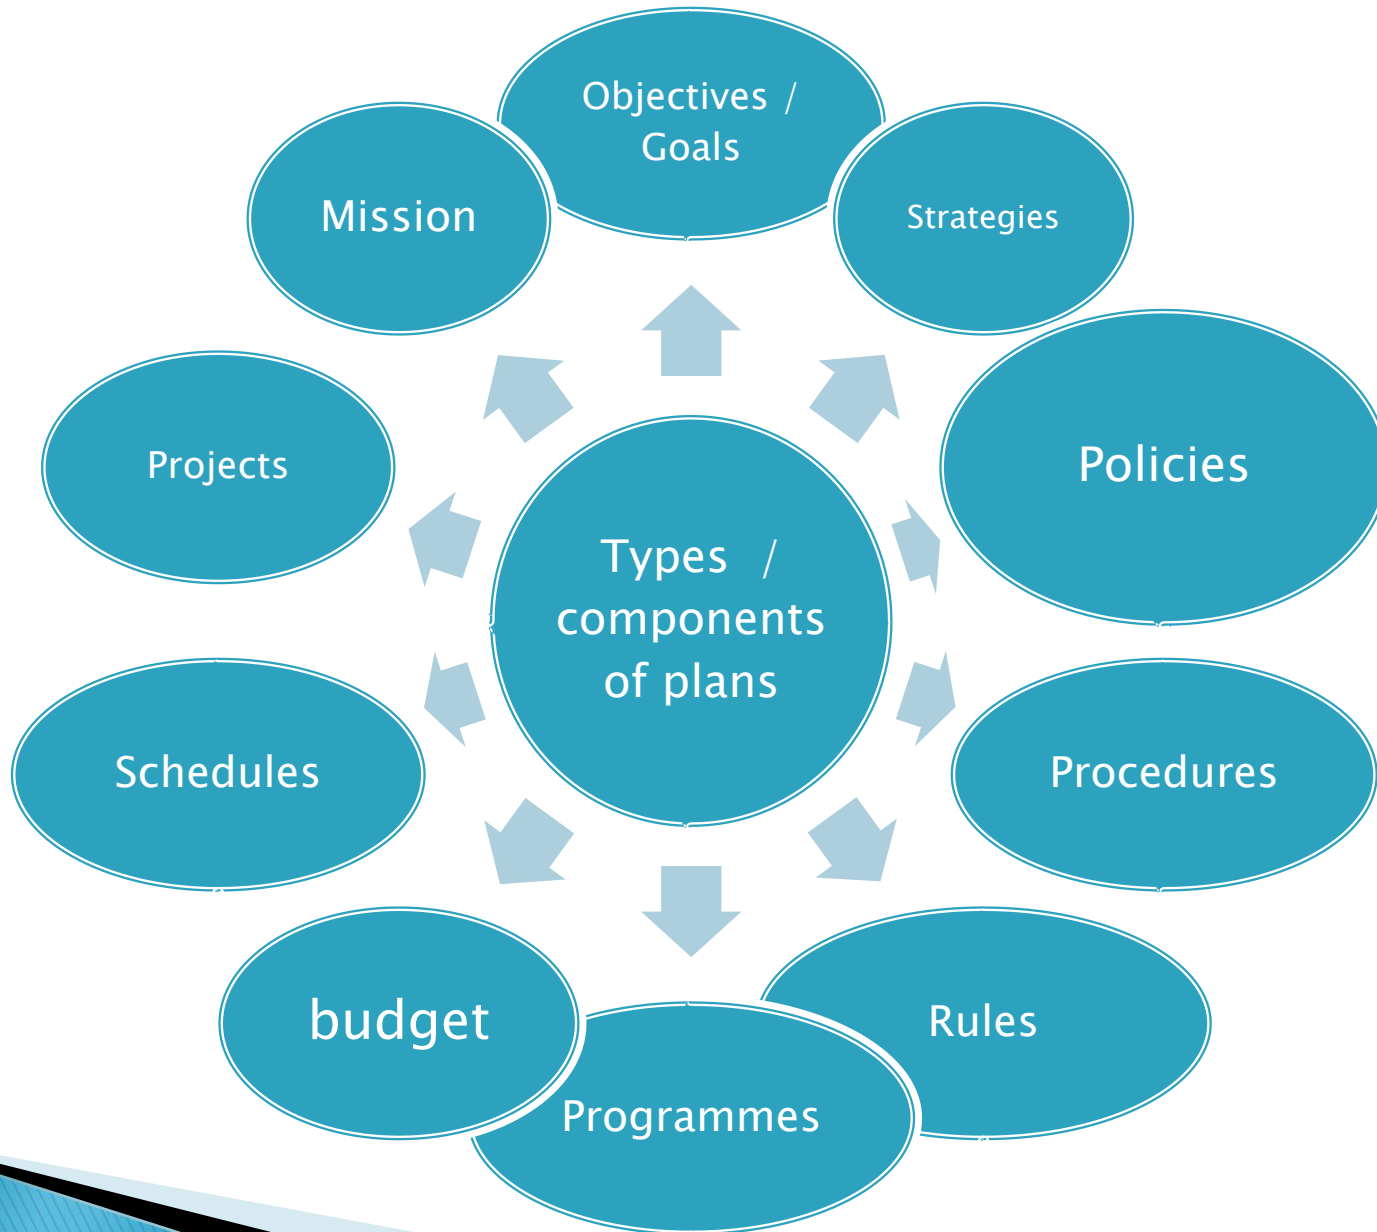 Objectives /
Goals
Strategies
Policies
Procedures
Rules
Programmes
budget
Schedules
Projects
Mission
Types /
components
of plans